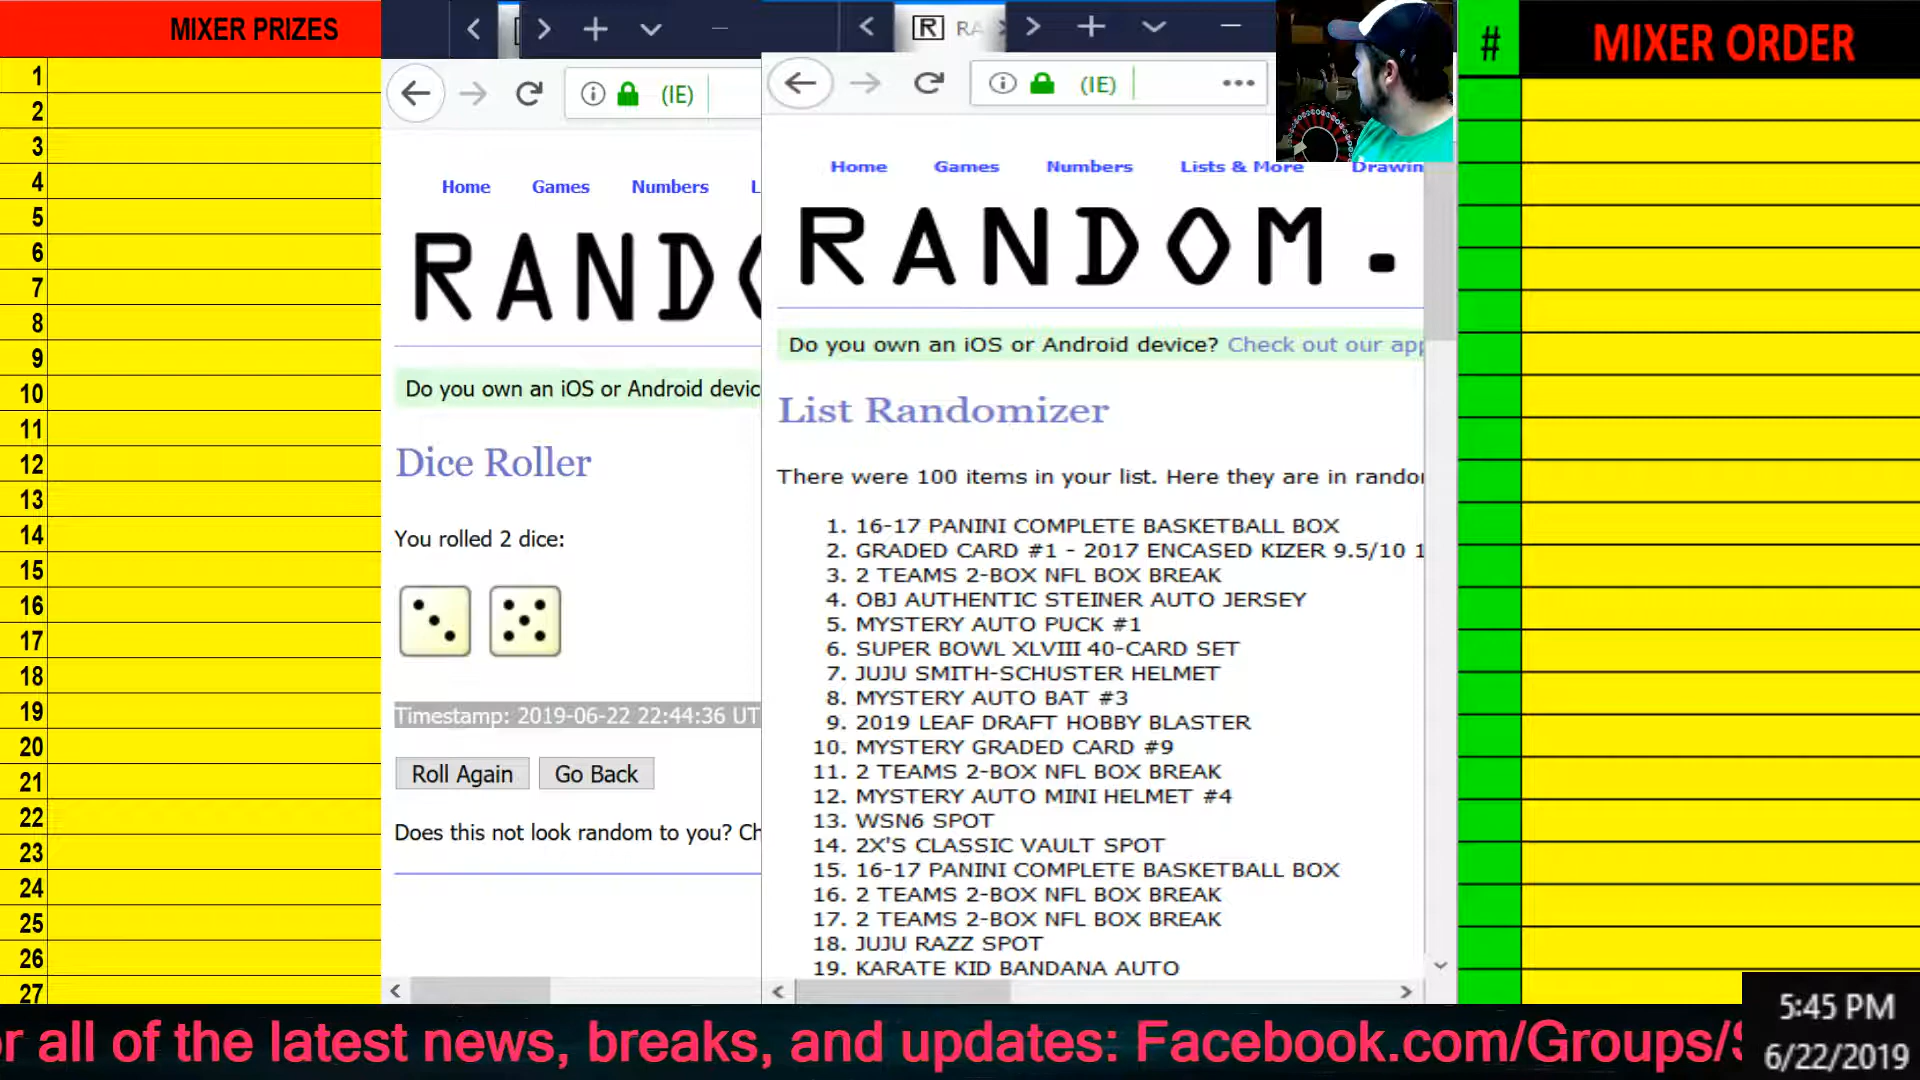 MIXER PRIZES
1
2
3
4
5
6
7
8
9
10
11
12
13
14
15
16
17
18
19
20
21
22
23
24
25
26
27
(IE)
Home Games Numbers L
RANDO
Do you own an iOS or Android devic
Dice Roller
You rolled 2 dice:
Timestamp: 2019-06-22 22:44:36 UT
Roll Again Go Back
Does this not look random to you? Ch
R RA
(IE)
Home Games Numbers Lists & More Drawin
RANDOM.
Do you own an iOS or Android device? Check out our app
List Randomizer
There were 100 items in your list. Here they are in random
1. 16-17 PANINI COMPLETE BASKETBALL BOX
2. GRADED CARD #1 - 2017 ENCASED KIZER 9.5/10 1
3. 2 TEAMS 2-BOX NFL BOX BREAK
4. OBJ AUTHENTIC STEINER AUTO JERSEY
5. MYSTERY AUTO PUCK #1
6. SUPER BOWL XLVIII 40-CARD SET
7. JUJU SMITH-SCHUSTER HELMET
8. MYSTERY AUTO BAT #3
9. 2019 LEAF DRAFT HOBBY BLASTER
10. MYSTERY GRADED CARD #9
11. 2 TEAMS 2-BOX NFL BOX BREAK
12. MYSTERY AUTO MINI HELMET #4
13. WSN6 SPOT
14. 2X'S CLASSIC VAULT SPOT
15. 16-17 PANINI COMPLETE BASKETBALL BOX
16. 2 TEAMS 2-BOX NFL BOX BREAK
17. 2 TEAMS 2-BOX NFL BOX BREAK
18. JUJU RAZZ SPOT
19. KARATE KID BANDANA AUTO
# MIXER ORDER
or all of the latest news, breaks, and updates: Facebook.com/Groups/S
5:45 PM
6/22/2019